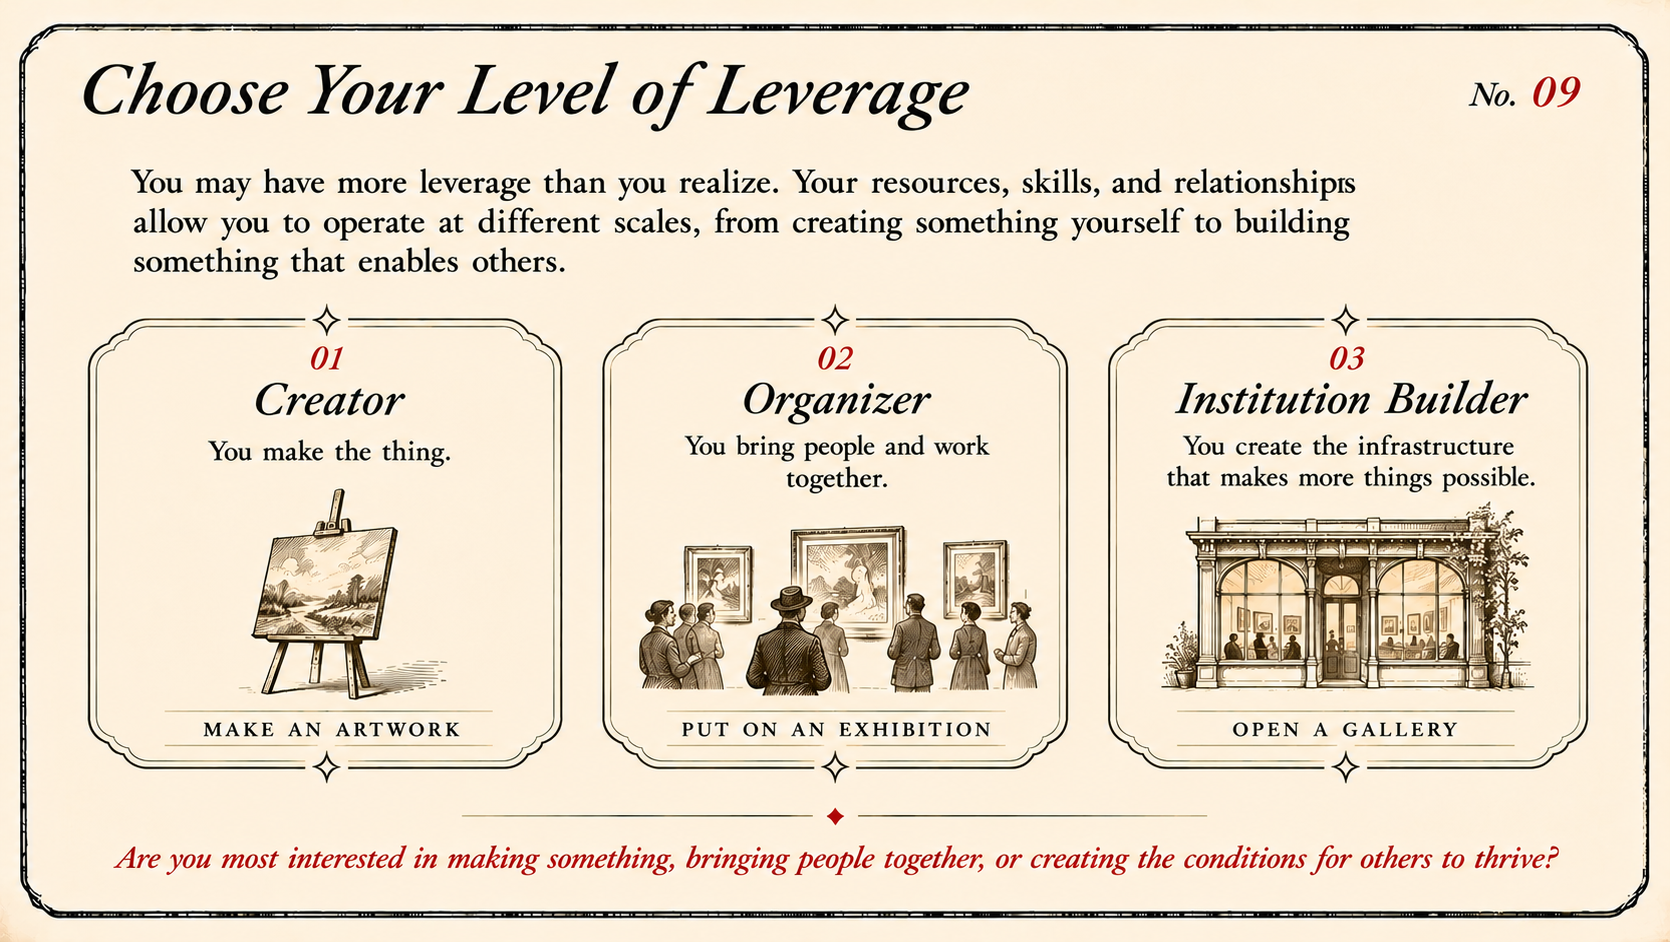 Choose Your Level of Leverage
No. 09
You may have more leverage than you realize. Your resources, skills, and relationships
allow you to operate at different scales, from creating something yourself to building
something that enables others.
01
Creator
You make the thing.
MAKE AN ARTWORK
02
Organizer
You bring people and work
together.
PUT ON AN EXHIBITION
03
Institution Builder
You create the infrastructure
that makes more things possible.
OPEN A GALLERY
Are you most interested in making something, bringing people together, or creating the conditions for others to thrive?